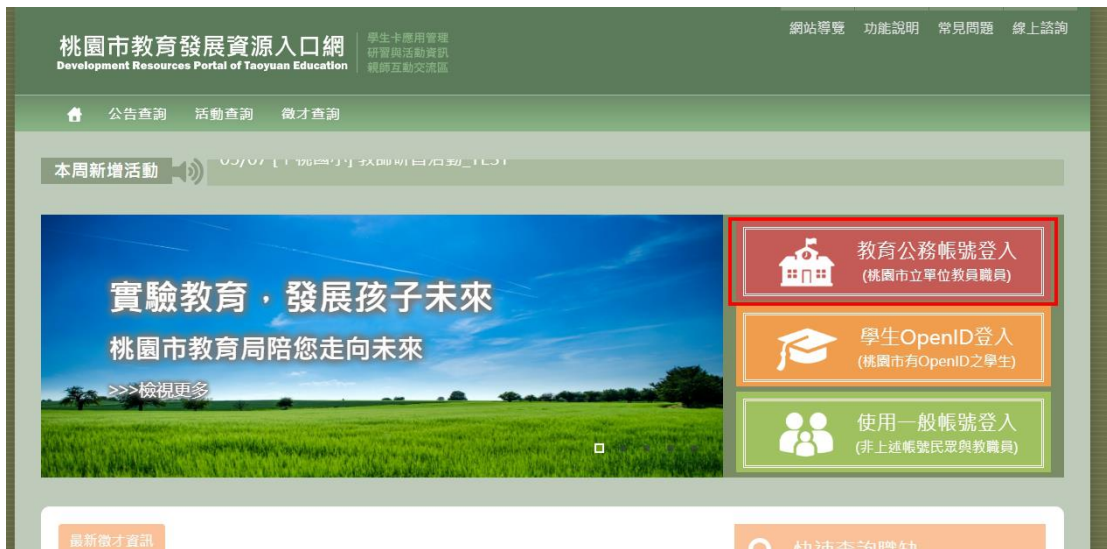 網站導覽 功能說明 常見問題 線上諮詢
桃園市教育發展資源入口網
Development Resources Portal of Taoyuan Education
學生卡應用管理
研習與活動資訊
親師互動交流區
公告查詢 活動查詢 徵才查詢
本周新增活動
教育公務帳號登入
(桃園市立單位教員職員)
實驗教育・發展孩子未來
桃園市教育局陪您走向未來
>>>檢視更多
學生OpenID登入
(桃園市有OpenID之學生)
使用一般帳號登入
(非上述帳號民眾與教職員)
最新徵才資訊
快速查詢職缺